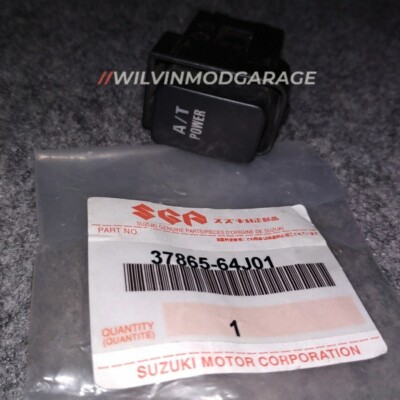 //WILVINMODGARAGE
A/T
POWER
SGP スズキ純正部品
SUZUKI GENUINE PARTS/PIECES D'ORIGINE DE SUZUKI
PART NO.
37865-64J01
QUANTITY
(QUANTITE)
1
SUZUKI MOTOR CORPORATION